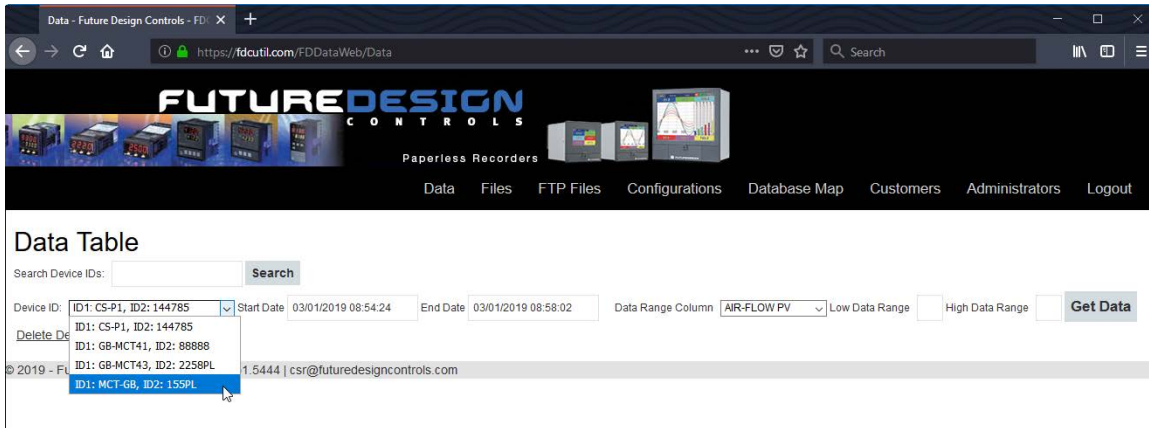 Data - Future Design Controls - FDC
https://fdcutil.com/FDDataWeb/Data
Search
FUTUREDESIGN
CONTROLS
Paperless Recorders
Data Files FTP Files Configurations Database Map Customers Administrators Logout
Data Table
Search Device IDs: Search
Device ID: ID1: CS-P1, ID2: 144785 Start Date 03/01/2019 08:54:24 End Date 03/01/2019 08:58:02 Data Range Column AIR-FLOW PV Low Data Range High Data Range Get Data
ID1: CS-P1, ID2: 144785
Delete De
ID1: GB-MCT41, ID2: 88888
ID1: GB-MCT43, ID2: 2258PL
© 2019 - Fu 1.5444 | csr@futuredesigncontrols.com
ID1: MCT-GB, ID2: 155PL